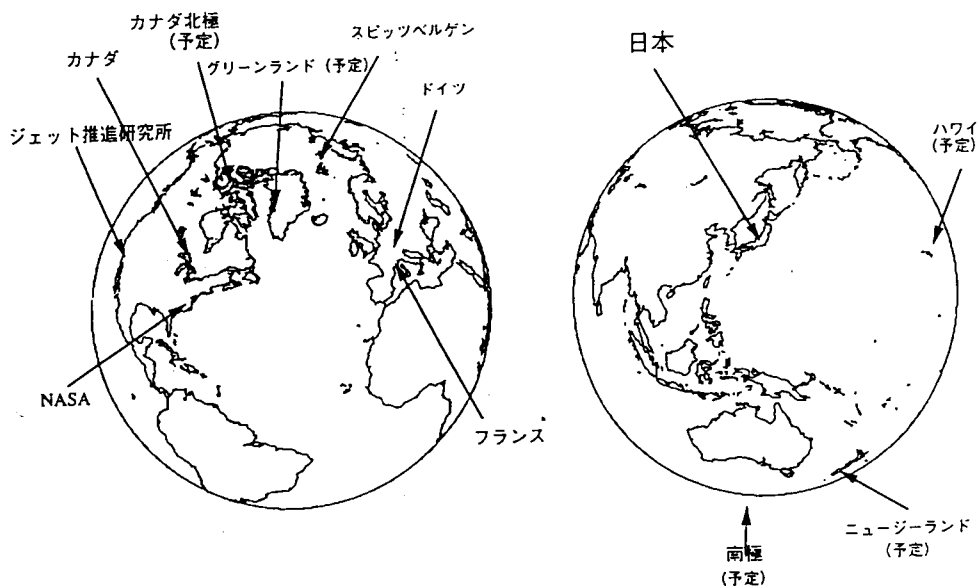 カナダ北極
(予定)
スピッツベルゲン
カナダ
グリーンランド (予定)
ドイツ
ジェット推進研究所
NASA
フランス
日本
ハワイ
(予定)
ニュージーランド
(予定)
南極
(予定)